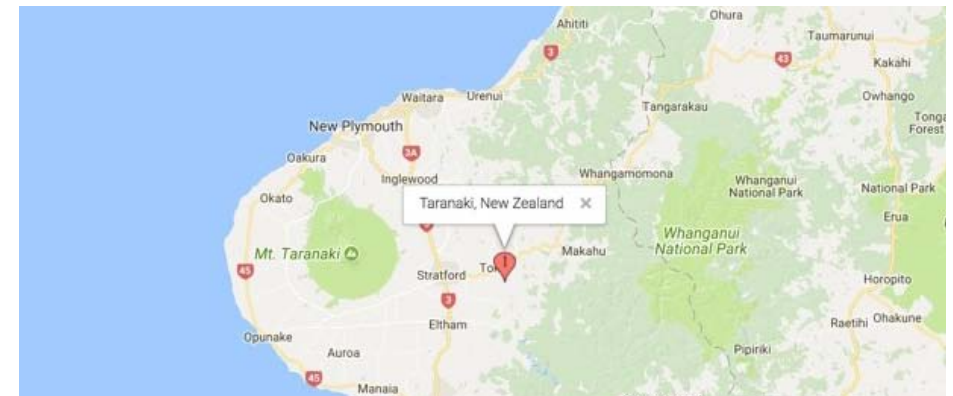 Ahititi
Ohura
Taumarunui
3
43
Kakahi
Waitara
Urenui
Owhango
Tangarakau
New Plymouth
Forest
3A
Oakura
Whangamomona
Inglewood
Whanganui
National Park
National Park
Okato
Taranaki, New Zealand ×
Erua
Whanganui
National Park
Mt. Taranaki
Makahu
45
Stratford
Horopito
3
Eltham
Raetihi
Ohakune
Opunake
Auroa
Pipiriki
45
Manaia